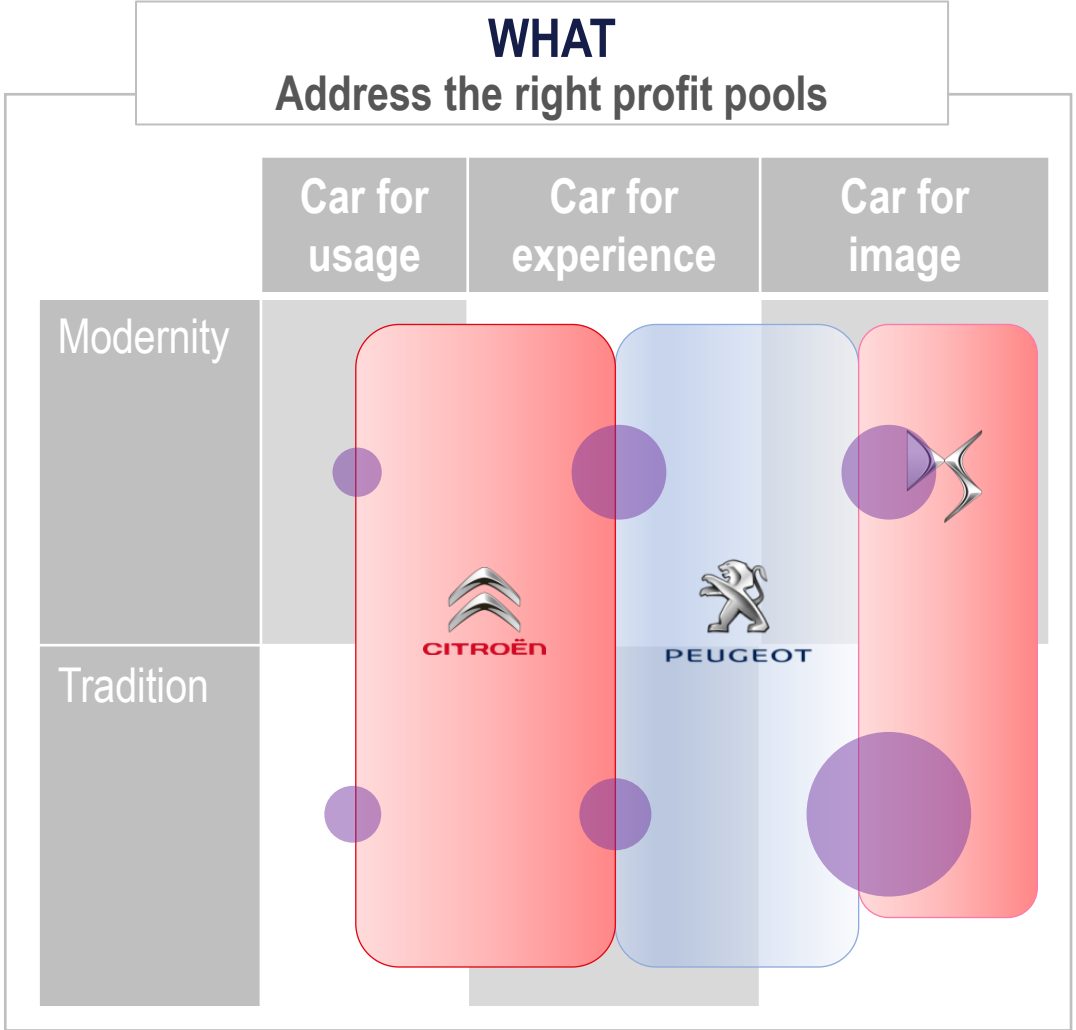 WHAT
Address the right profit pools
Car for
usage
Car for
experience
Car for
image
Modernity
CITROËN
PEUGEOT
Tradition